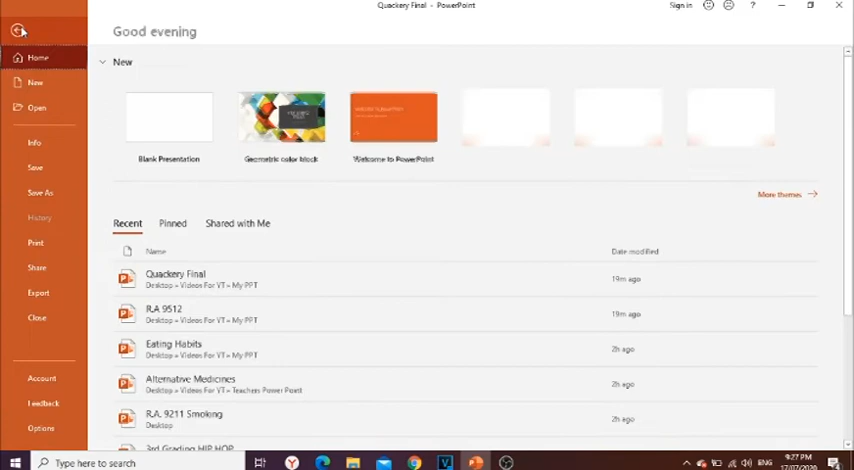 Quackery Final - PowerPoint
Sign in
?
Good evening
Home
New
Open
Info
Save
Save As
History
Print
Share
Export
Close
Account
Feedback
Options
New
Blank Presentation
Geometric color block
Welcome to PowerPoint
More themes
Recent Pinned Shared with Me
Name Date modified
Quackery Final
Desktop » Videos For VT » My PPT
19m ago
R.A 9512
Desktop » Videos For VT » My PPT
19m ago
Eating Habits
Desktop » Videos For VT » My PPT
2h ago
Alternative Medicines
Desktop » Videos For VT » Teachers Power Point
2h ago
R.A. 9211 Smoking
Desktop
2h ago
3rd Grading HIP HOP
Type here to search
ENG
9:27 PM
17/07/2020